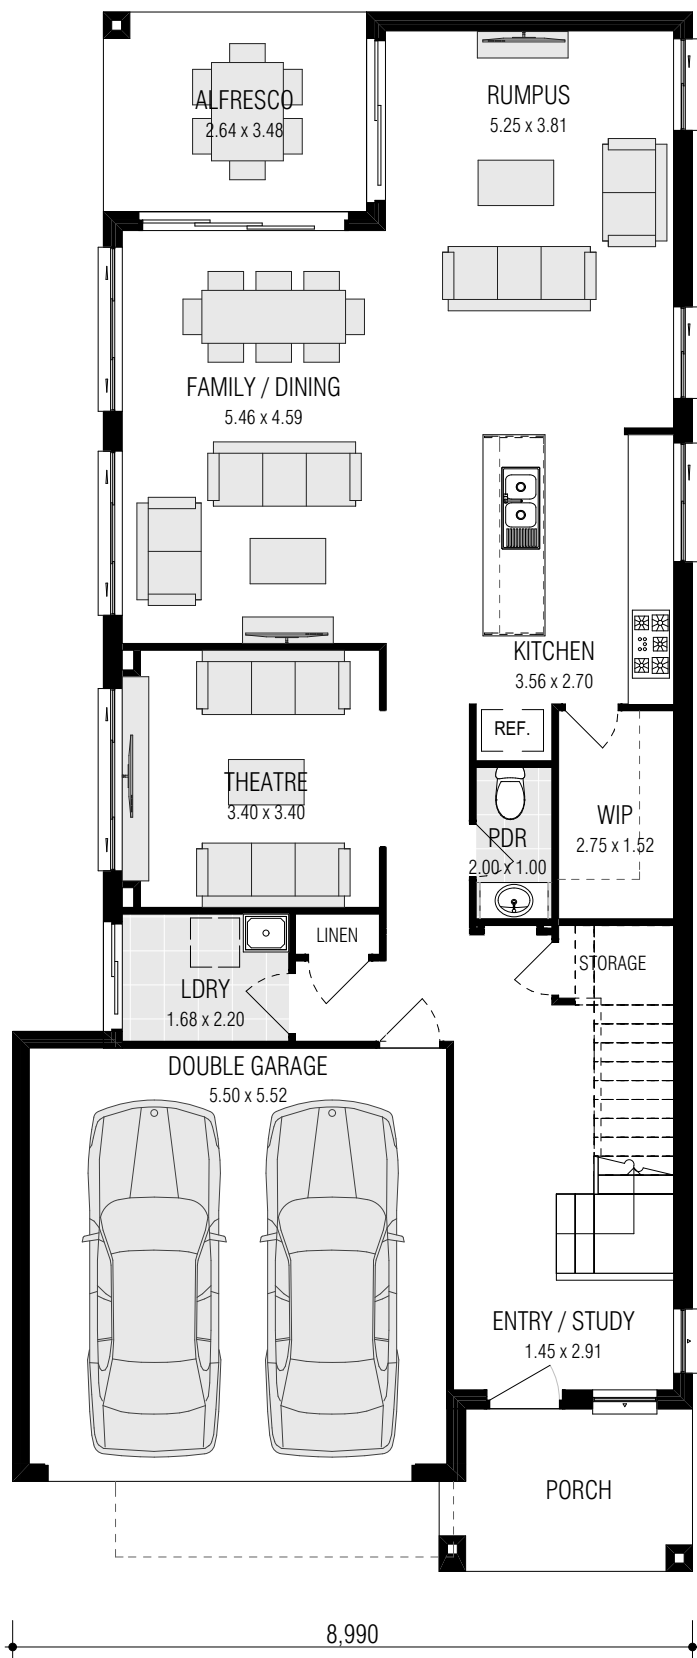 ALFRESCO
2.64 x 3.48
RUMPUS
5.25 x 3.81
FAMILY / DINING
5.46 x 4.59
KITCHEN
3.56 x 2.70
REF.
THEATRE
3.40 x 3.40
WIP
2.75 x 1.52
PDR
2.00 x 1.00
LINEN
STORAGE
LDRY
1.68 x 2.20
DOUBLE GARAGE
5.50 x 5.52
ENTRY / STUDY
1.45 x 2.91
PORCH
8,990